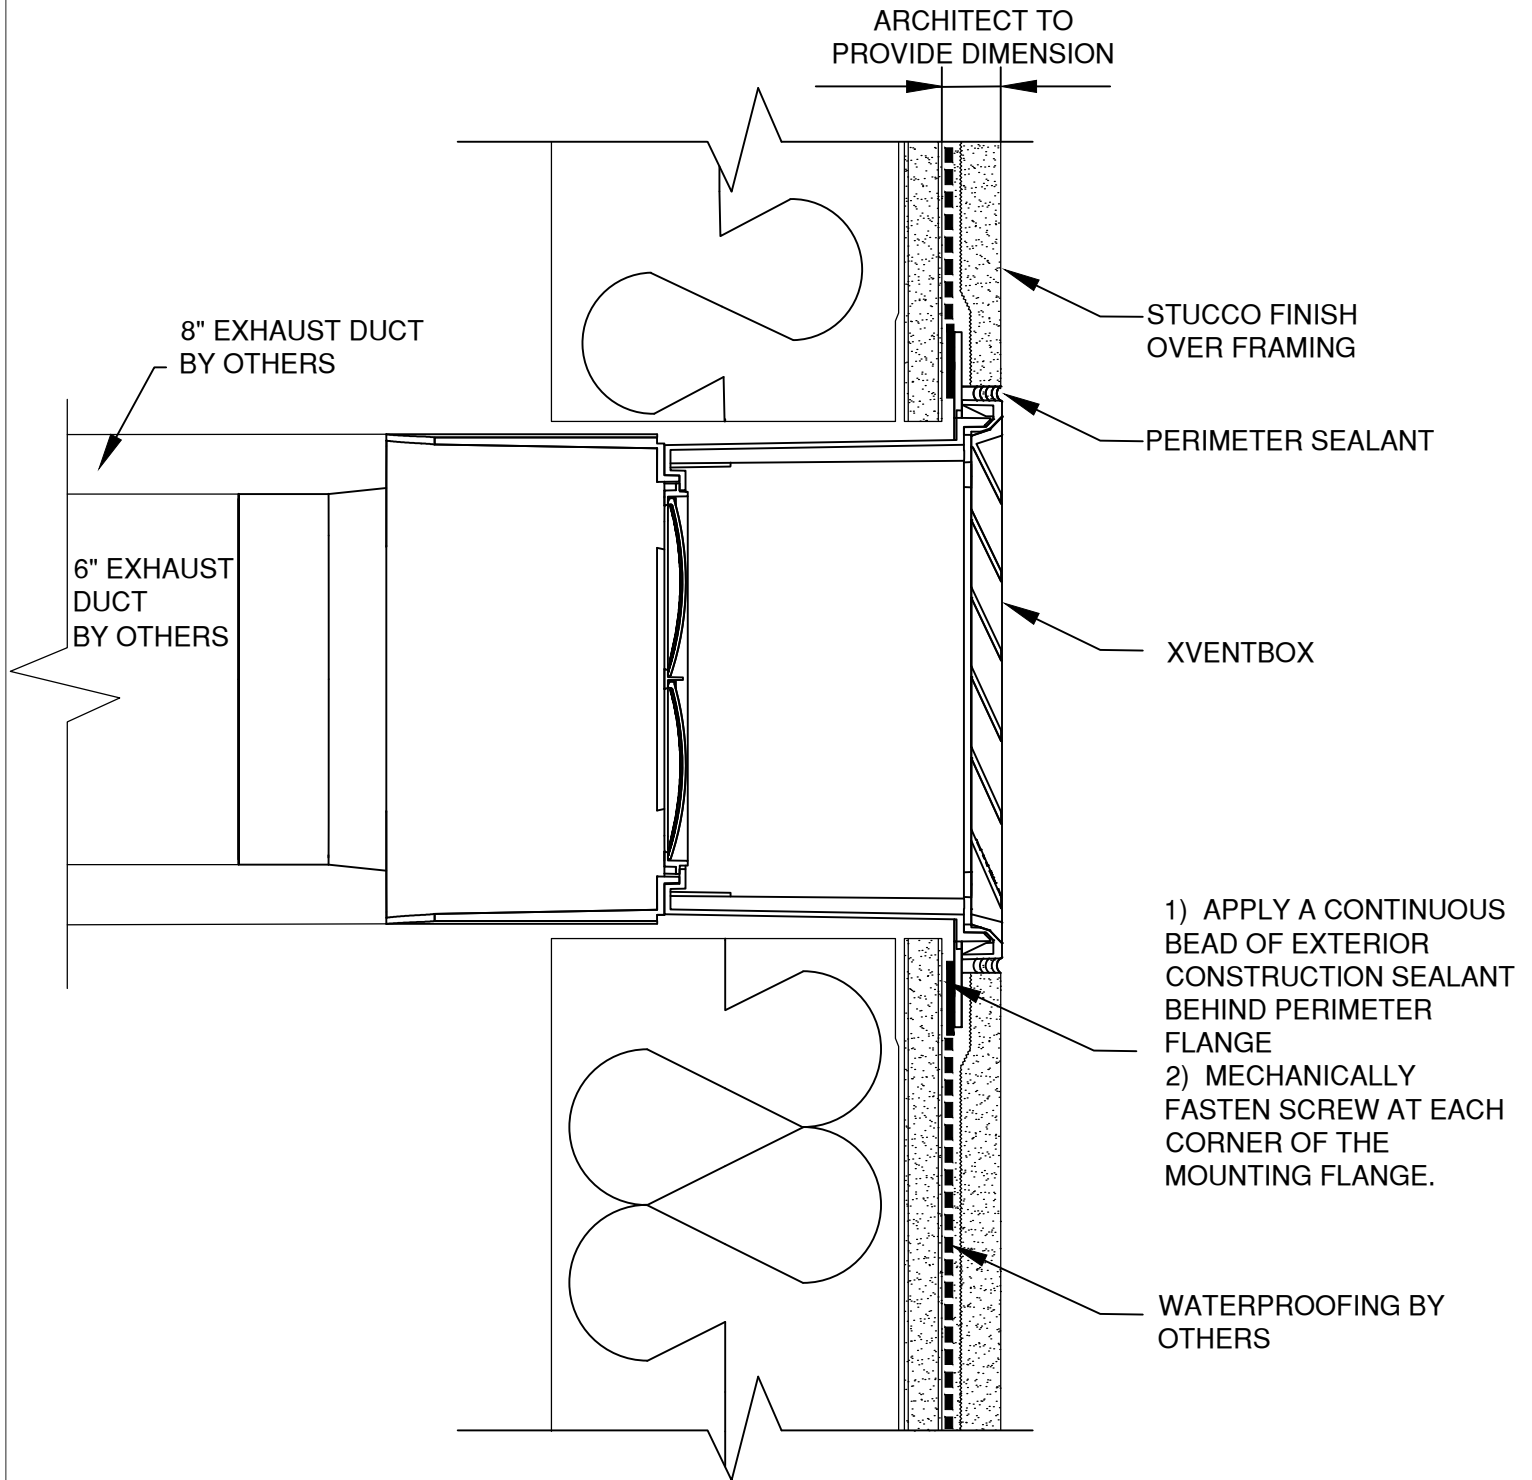 ARCHITECT TO
PROVIDE DIMENSION
STUCCO FINISH
OVER FRAMING
8" EXHAUST DUCT
BY OTHERS
PERIMETER SEALANT
6" EXHAUST
DUCT
BY OTHERS
XVENTBOX
1) APPLY A CONTINUOUS
BEAD OF EXTERIOR
CONSTRUCTION SEALANT
BEHIND PERIMETER
FLANGE
2) MECHANICALLY
FASTEN SCREW AT EACH
CORNER OF THE
MOUNTING FLANGE.
WATERPROOFING BY
OTHERS